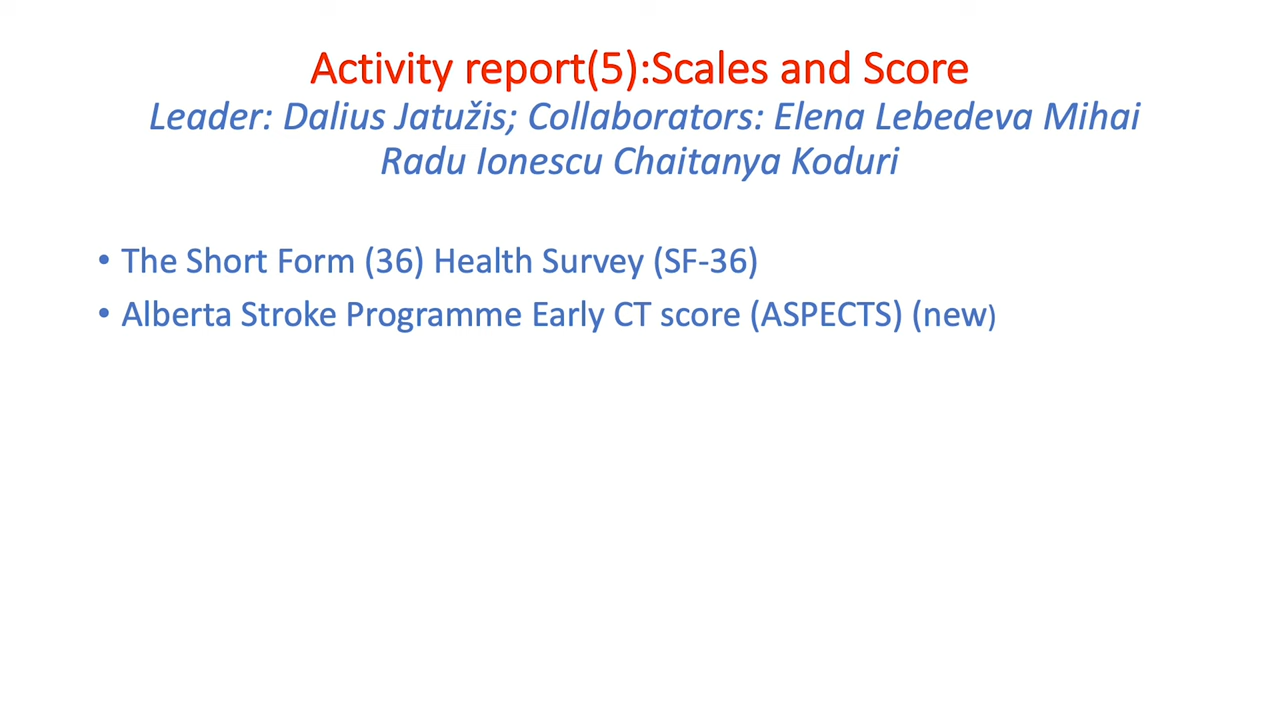 Activity report(5):Scales and Score
Leader: Dalius Jatužis; Collaborators: Elena Lebedeva Mihai
Radu Ionescu Chaitanya Koduri
• The Short Form (36) Health Survey (SF-36)
• Alberta Stroke Programme Early CT score (ASPECTS) (new)